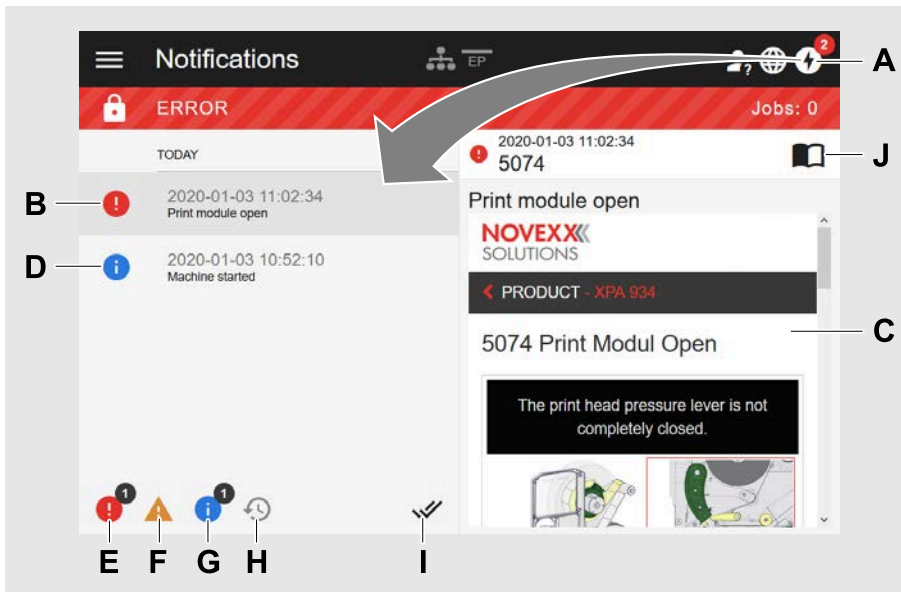 Notifications
EP
?
2
A
ERROR
Jobs: 0
TODAY
2020-01-03 11:02:34
5074
J
B
2020-01-03 11:02:34
Print module open
Print module open
NOVEXX
SOLUTIONS
D
2020-01-03 10:52:10
Machine started
PRODUCT - XPA 934
5074 Print Modul Open
C
The print head pressure lever is not
completely closed.
1
1
E
F
G
H
I